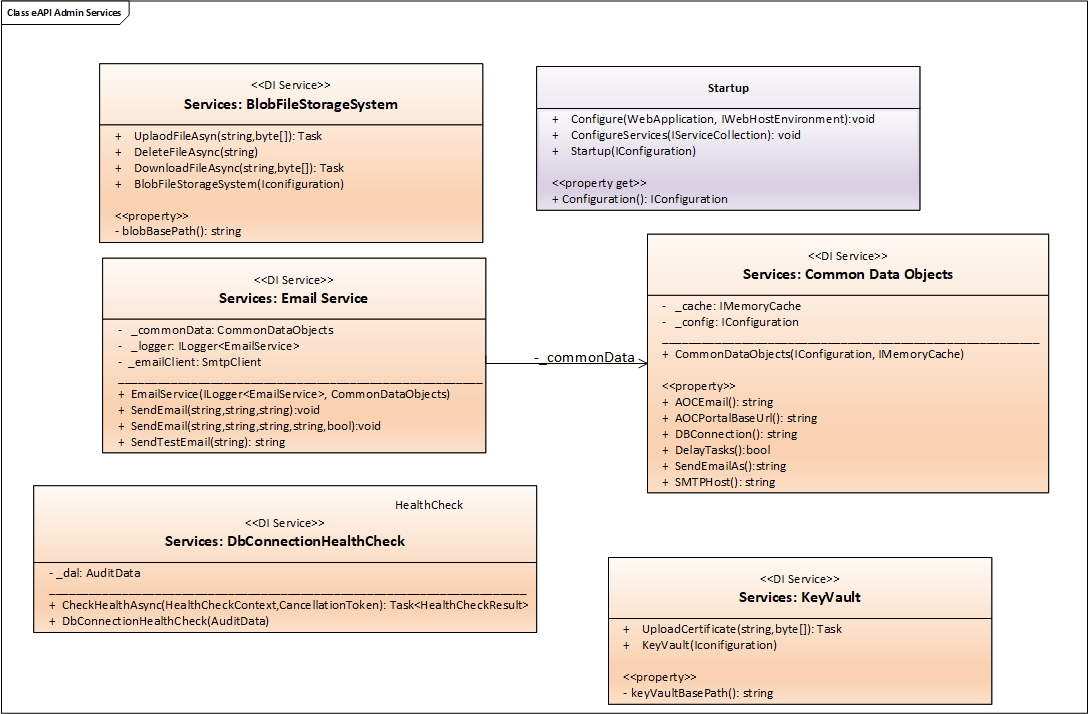 Class eAPI Admin Services
<<DI Service>>
Services: BlobFileStorageSystem
+ UplaodFileAsyn(string,byte[]): Task
+ DeleteFileAsync(string)
+ DownloadFileAsync(string,byte[]): Task
+ BlobFileStorageSystem(Iconifiguration)
<<property>>
- blobBasePath(): string
Startup
+ Configure(WebApplication, IWebHostEnvironment):void
+ ConfigureServices(IServiceCollection): void
+ Startup(IConfiguration)
<<property get>>
+ Configuration(): IConfiguration
<<DI Service>>
Services: Email Service
- _commonData: CommonDataObjects
- _logger: ILogger<EmailService>
- _emailClient: SmtpClient
+ EmailService(ILogger<EmailService>, CommonDataObjects)
+ SendEmail(string,string,string):void
+ SendEmail(string,string,string,string,bool):void
+ SendTestEmail(string): string
- _commonData
<<DI Service>>
Services: Common Data Objects
- _cache: IMemoryCache
- _config: IConfiguration
+ CommonDataObjects(IConfiguration, IMemoryCache)
<<property>>
+ AOCEmail(): string
+ AOCPortalBaseUrl(): string
+ DBConnection(): string
+ DelayTasks():bool
+ SendEmailAs():string
+ SMTPHost(): string
HealthCheck
<<DI Service>>
Services: DbConnectionHealthCheck
- _dal: AuditData
+ CheckHealthAsync(HealthCheckContext,CancellationToken): Task<HealthCheckResult>
+ DbConnectionHealthCheck(AuditData)
<<DI Service>>
Services: KeyVault
+ UploadCertificate(string,byte[]): Task
+ KeyVault(Iconifiguration)
<<property>>
- keyVaultBasePath(): string